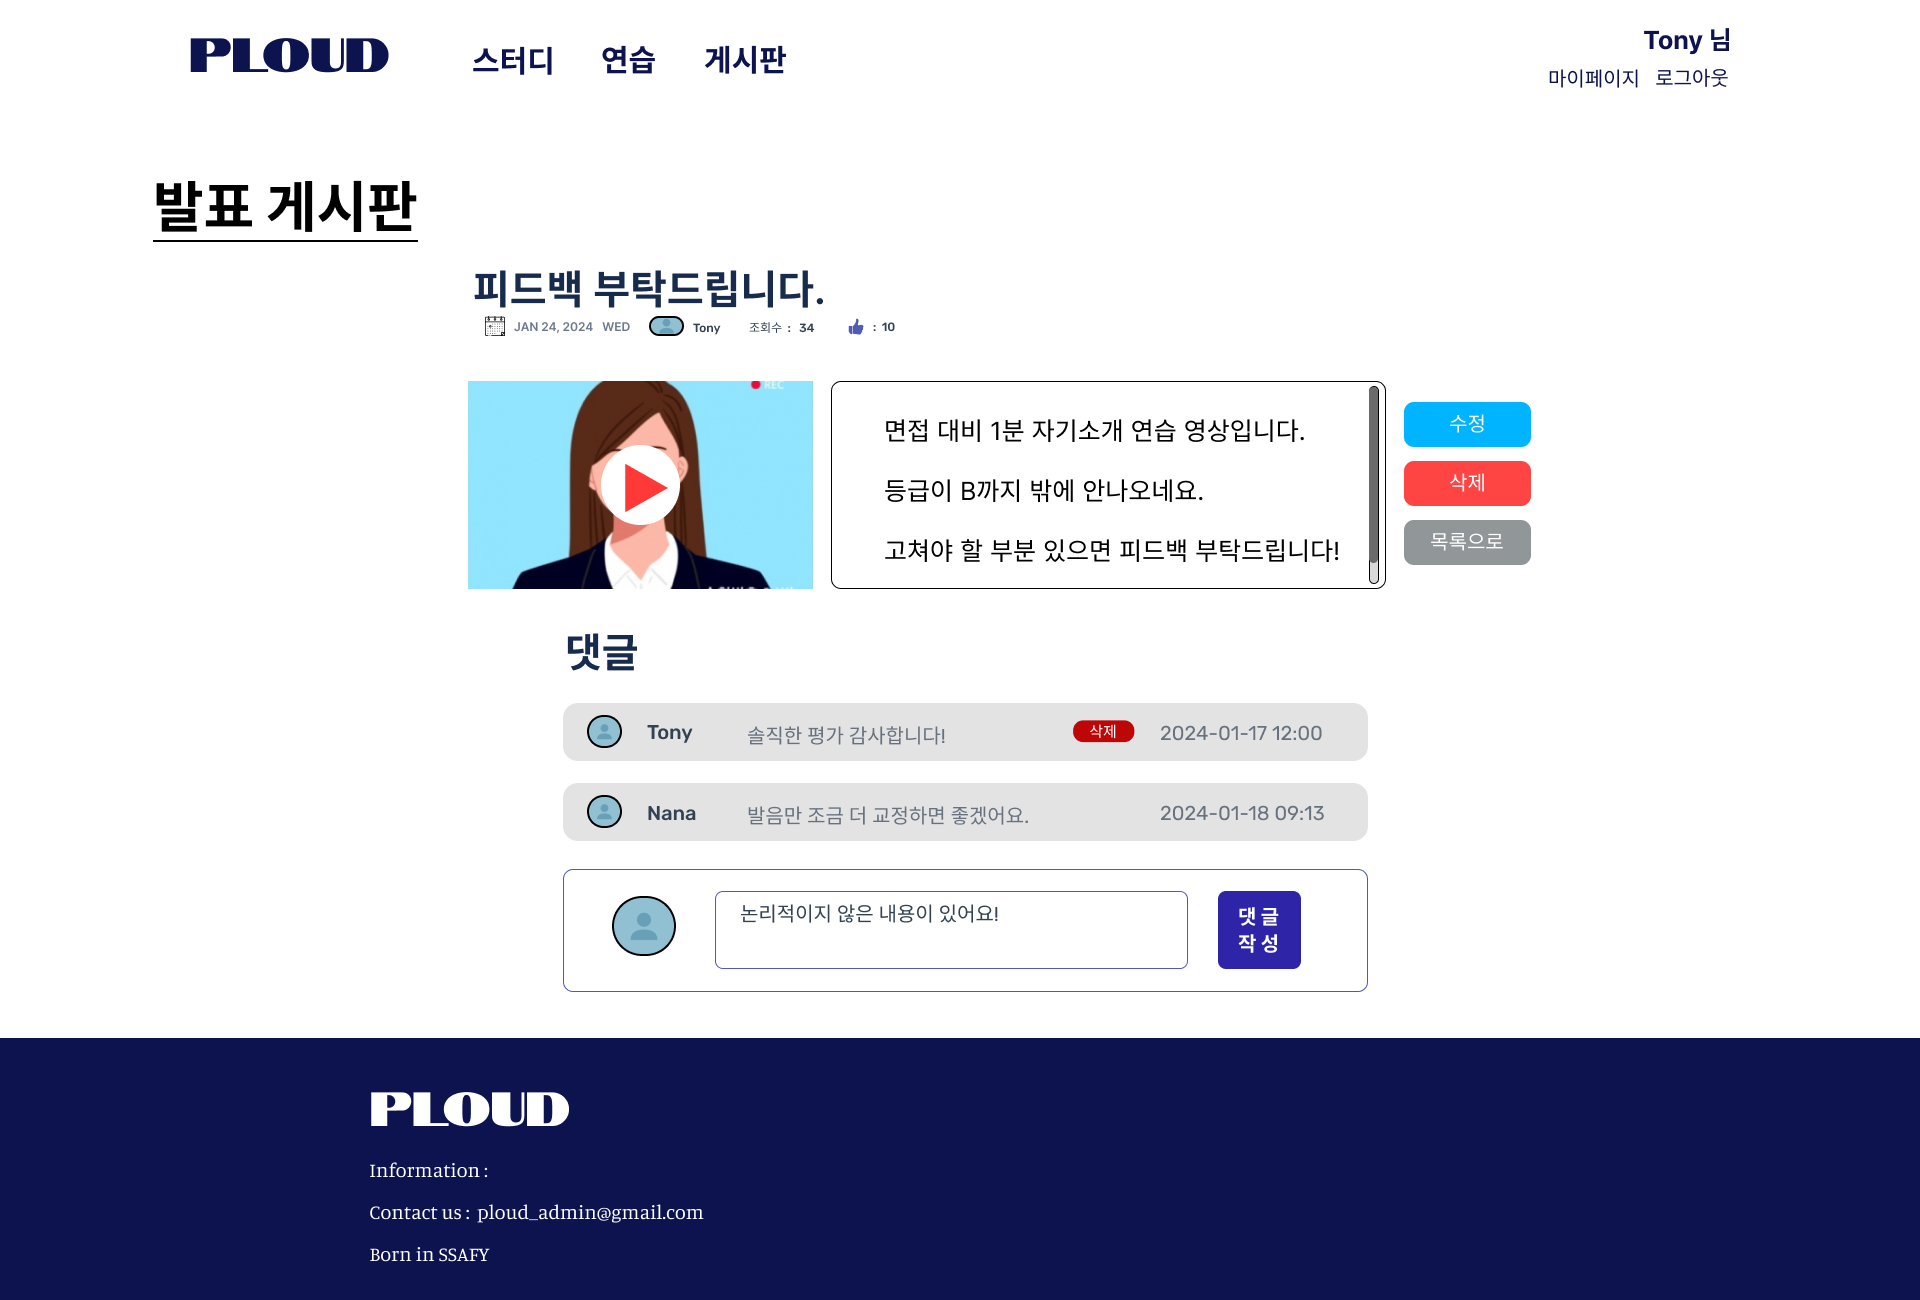 PLOUD 스터디 연습 게시판
Tony 님
마이페이지 로그아웃
발표 게시판
피드백 부탁드립니다.
JAN 24, 2024 WED Tony 조회수 : 34 : 10
REC
면접 대비 1분 자기소개 연습 영상입니다.
등급이 B까지 밖에 안나오네요.
고쳐야 할 부분 있으면 피드백 부탁드립니다!
수정
삭제
목록으로
댓글
Tony 솔직한 평가 감사합니다! 삭제 2024-01-17 12:00
Nana 발음만 조금 더 교정하면 좋겠어요. 2024-01-18 09:13
논리적이지 않은 내용이 있어요!
댓글
작성
PLOUD
Information :
Contact us : ploud_admin@gmail.com
Born in SSAFY